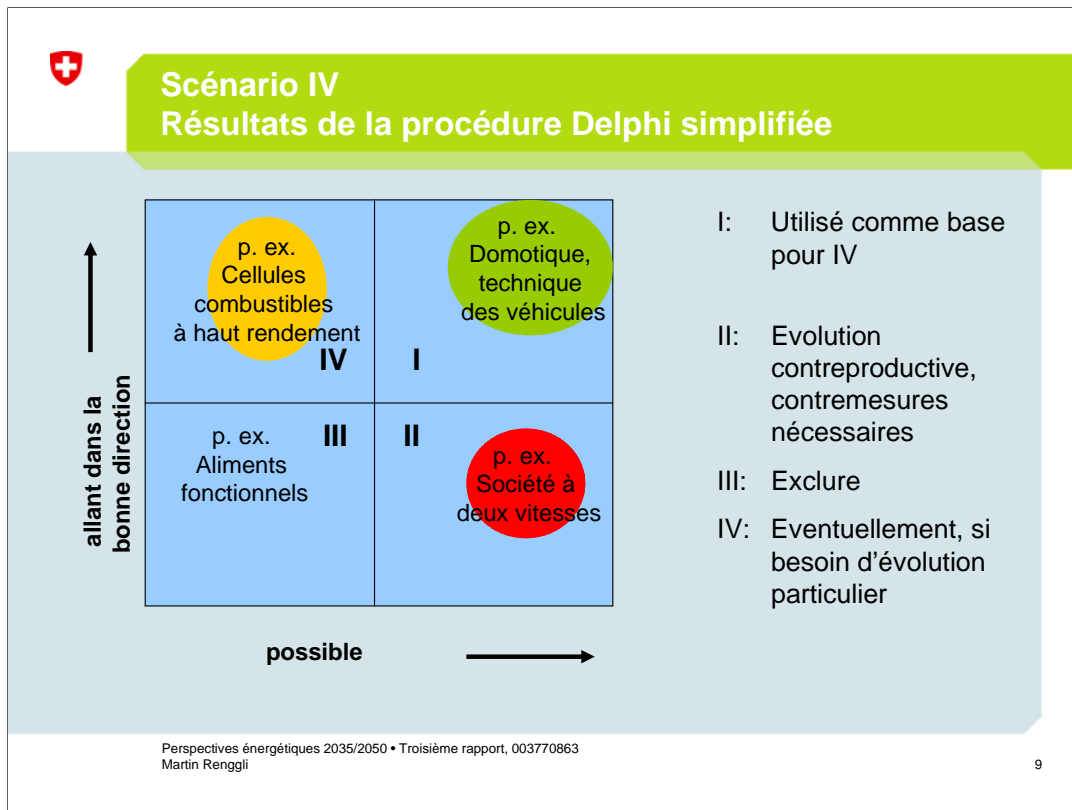 Scénario IV
Résultats de la procédure Delphi simplifiée
allant dans la
bonne direction
p. ex.
Cellules
combustibles
à haut rendement
IV
p. ex.
Domotique,
technique
des véhicules
I
p. ex.
Aliments
fonctionnels
III
II
p. ex.
Société à
deux vitesses
possible
I: Utilisé comme base
pour IV
II: Evolution
contreproductive,
contremesures
nécessaires
III: Exclure
IV: Eventuellement, si
besoin d'évolution
particulier
Perspectives énergétiques 2035/2050 • Troisième rapport, 003770863
Martin Renggli
9